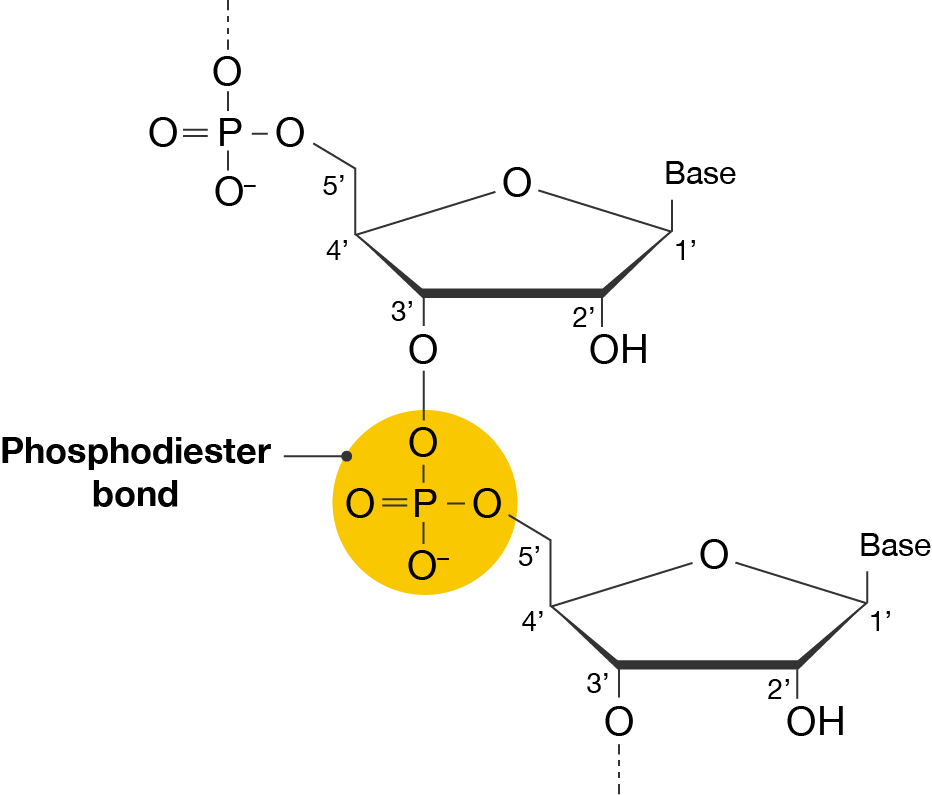 O
O=P–O
O–
5’
O
Base
4’
1’
3’
2’
O
OH
Phosphodiester
bond
O
O=P–O
O–
5’
O
Base
4’
1’
3’
2’
O
OH